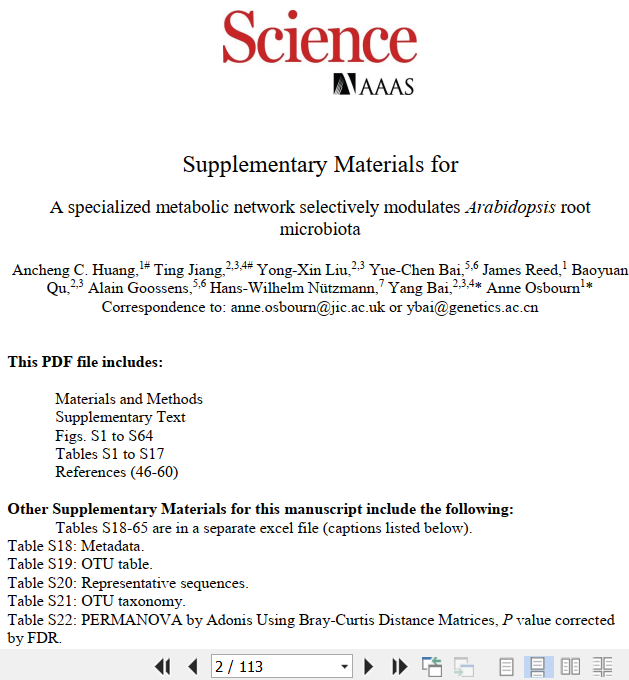 Science
AAAS
Supplementary Materials for
A specialized metabolic network selectively modulates Arabidopsis root
microbiota
Ancheng C. Huang,1# Ting Jiang,2,3,4# Yong-Xin Liu,2,3 Yue-Chen Bai,5,6 James Reed,1 Baoyuan
Qu,2,3 Alain Goossens,5,6 Hans-Wilhelm Nützmann,7 Yang Bai,2,3,4* Anne Osbourn1*
Correspondence to: anne.osbourn@jic.ac.uk or ybai@genetics.ac.cn
This PDF file includes:
Materials and Methods
Supplementary Text
Figs. S1 to S64
Tables S1 to S17
References (46-60)
Other Supplementary Materials for this manuscript include the following:
Tables S18-65 are in a separate excel file (captions listed below).
Table S18: Metadata.
Table S19: OTU table.
Table S20: Representative sequences.
Table S21: OTU taxonomy.
Table S22: PERMANOVA by Adonis Using Bray-Curtis Distance Matrices, P value corrected
by FDR.
2 / 113